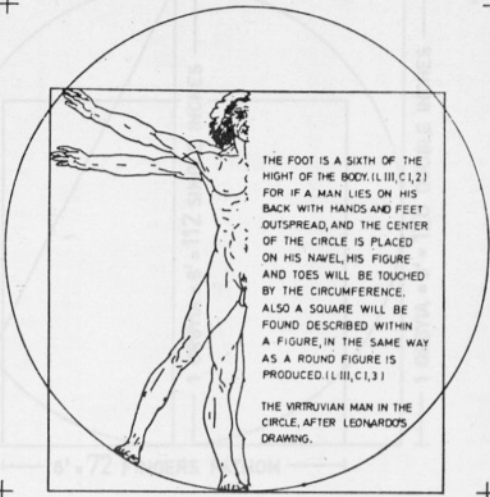 THE FOOT IS A SIXTH OF THE
HIGHT OF THE BODY. (L III, C I, 2)
FOR IF A MAN LIES ON HIS
BACK WITH HANDS AND FEET
OUTSPREAD, AND THE CENTER
OF THE CIRCLE IS PLACED
ON HIS NAVEL, HIS FIGURE
AND TOES WILL BE TOUCHED
BY THE CIRCUMFERENCE.
ALSO A SQUARE WILL BE
FOUND DESCRIBED WITHIN
A FIGURE, IN THE SAME WAY
AS A ROUND FIGURE IS
PRODUCED. (L III, C I, 3)
THE VIRTRUVIAN MAN IN THE
CIRCLE, AFTER LEONARDO'S
DRAWING.